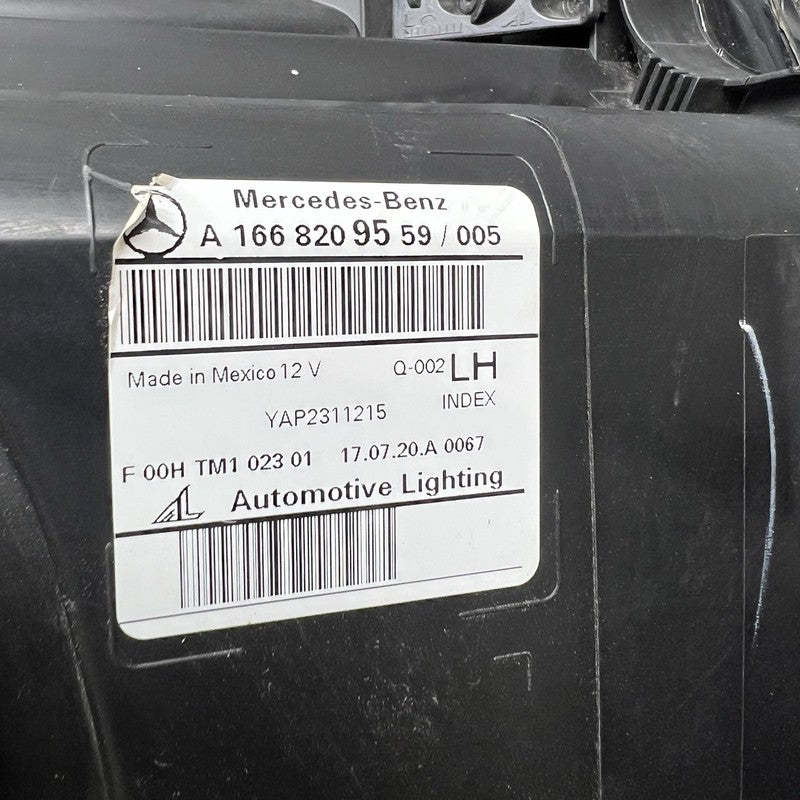 Mercedes-Benz
A 166 820 95 59 / 005
Made in Mexico 12 V Q-002 LH
YAP2311215 INDEX
F 00H TM1 023 01 17.07.20.A 0067
AL Automotive Lighting